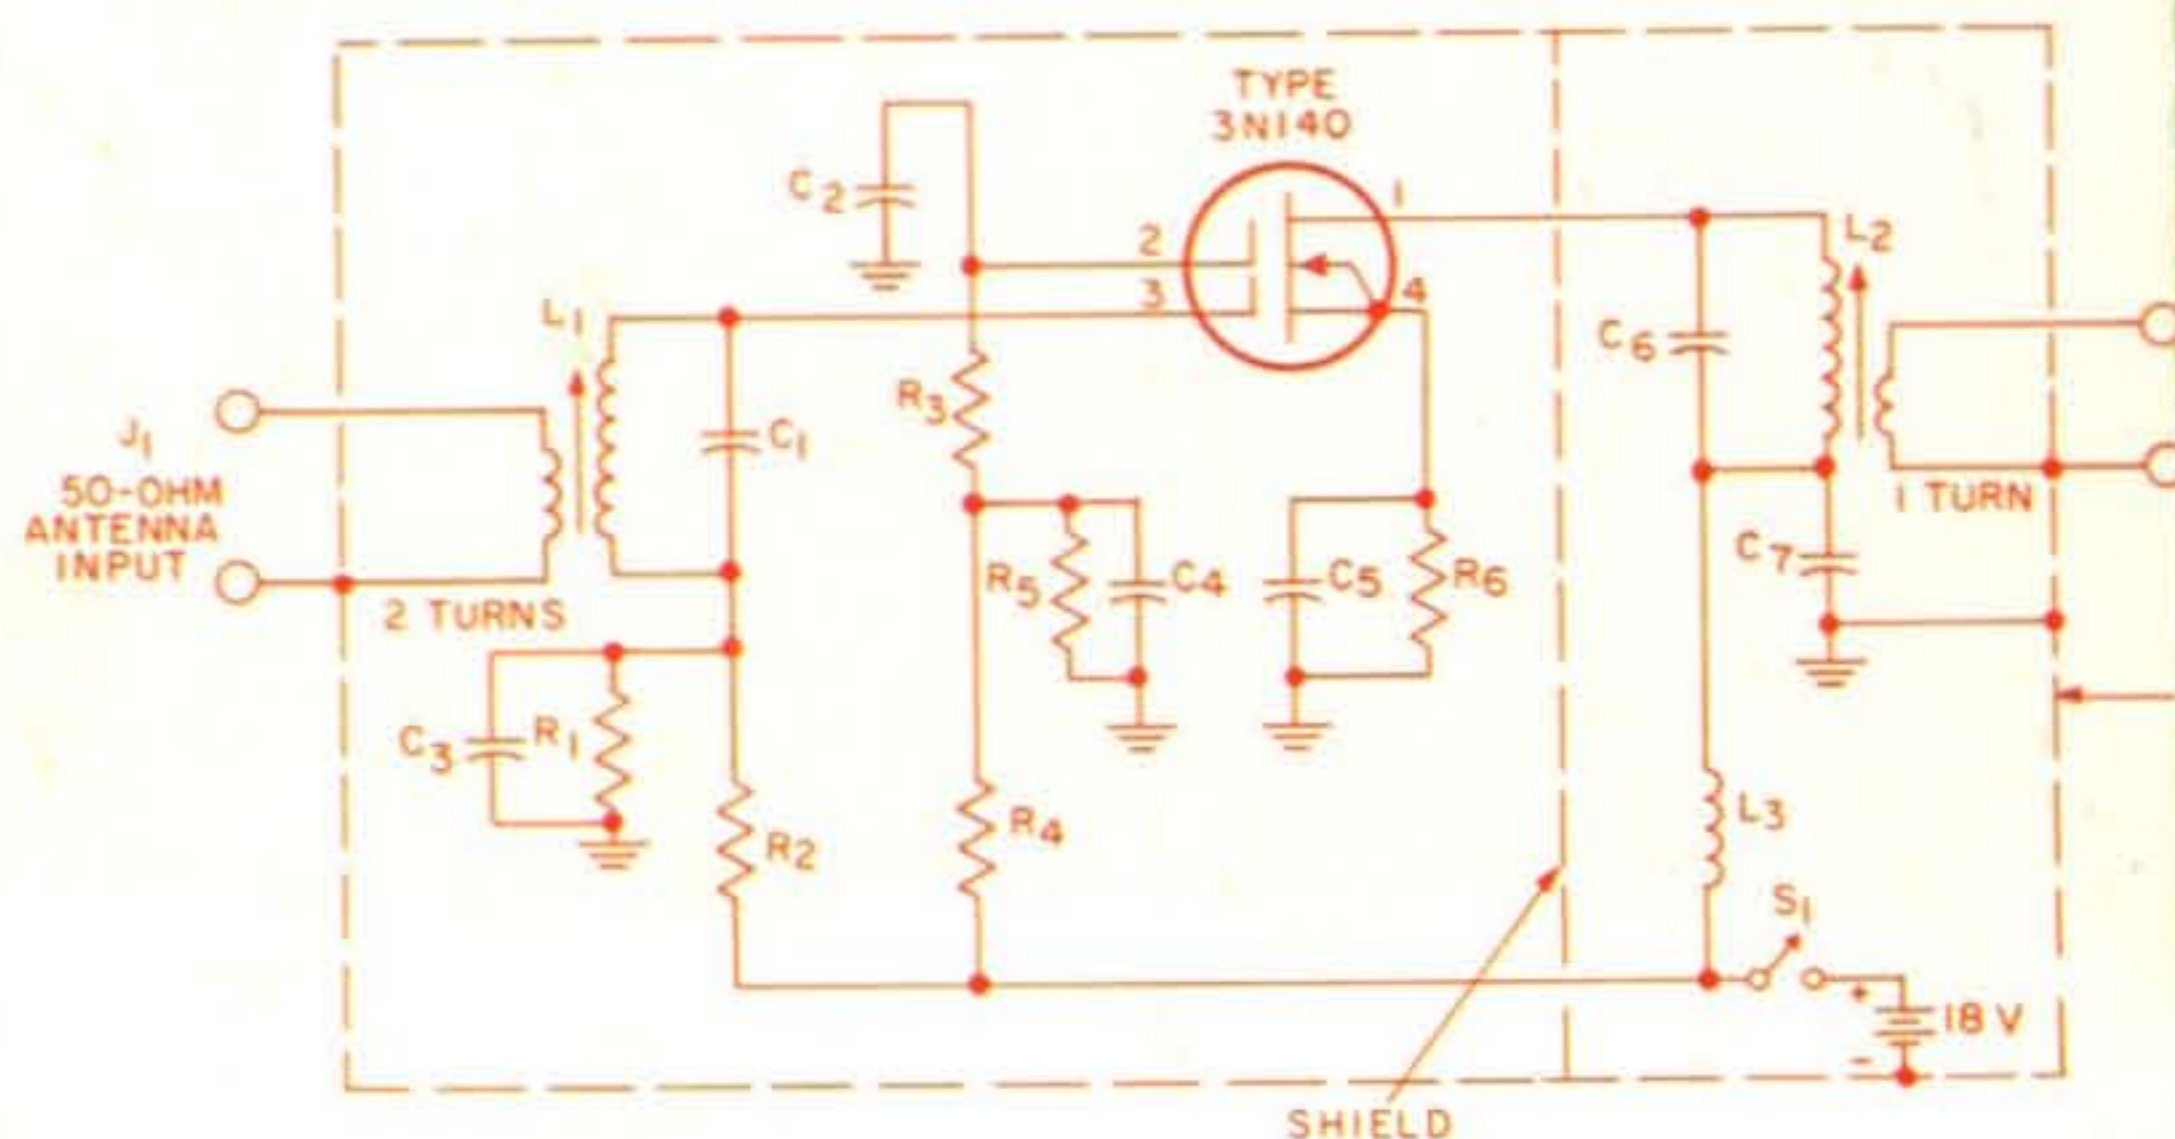 TYPE
3N140
C2
1
2
3
4
L2
L1
C6
R3
J1
C1
50-OHM
ANTENNA
INPUT
1 TURN
C7
R5
C4
C5
R6
2 TURNS
C3
R1
L3
R2
R4
S1
+
18 V
-
SHIELD